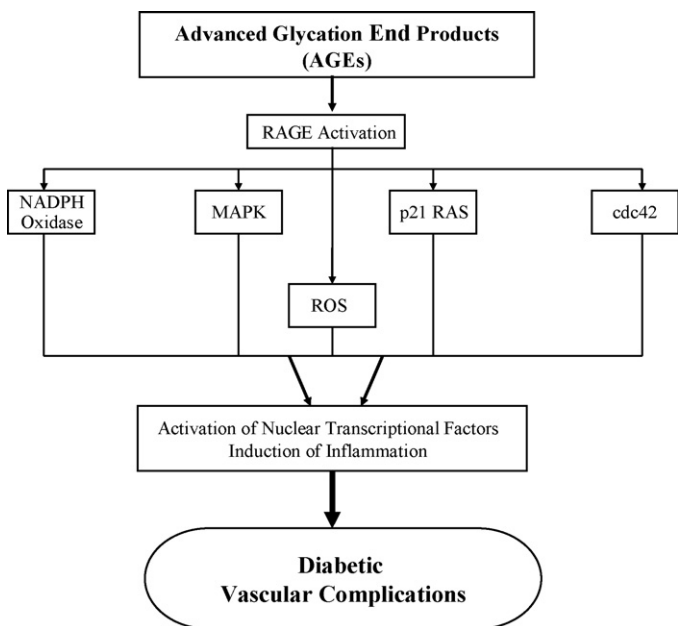 Advanced Glycation End Products
(AGEs)
RAGE Activation
NADPH
Oxidase
MAPK
p21 RAS
cdc42
ROS
Activation of Nuclear Transcriptional Factors
Induction of Inflammation
Diabetic
Vascular Complications